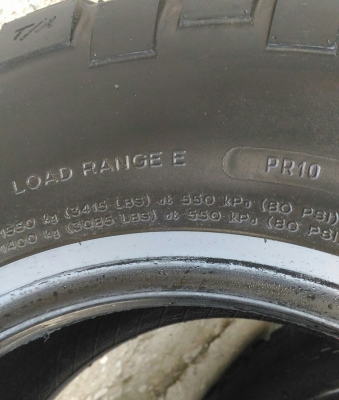 LOAD RANGE E
PR10
1550 kg (3415 LBS) at 550 kPa (80 PSI)
1400 kg (3085 LBS) at 550 kPa (80 PSI